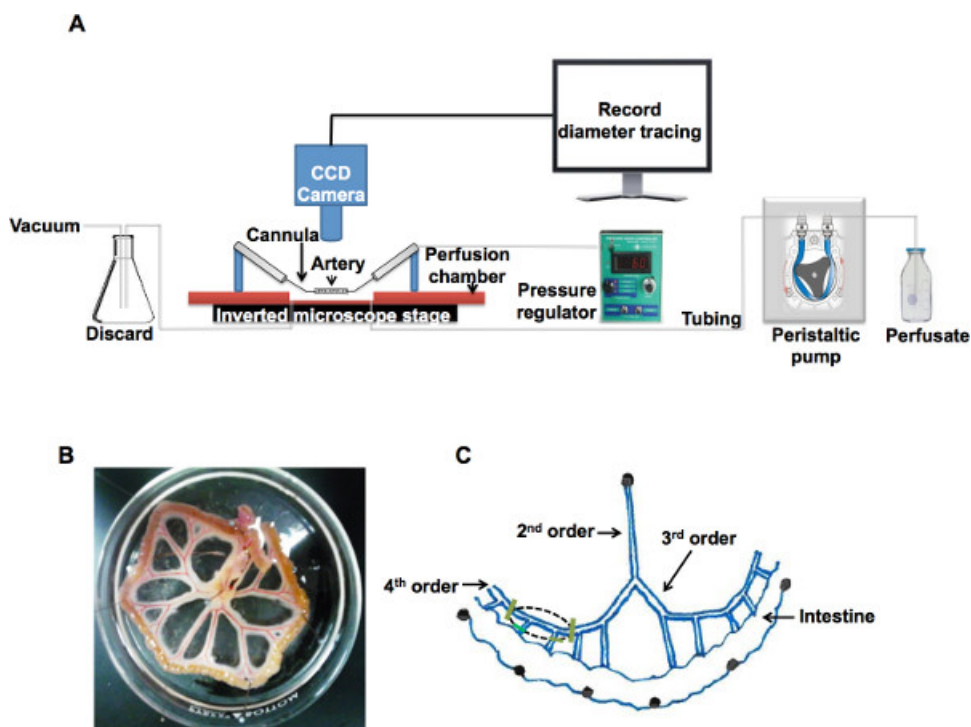 A
Record
diameter tracing
CCD
Camera
Vacuum
Cannula
Artery
Perfusion
chamber
60
Pressure
regulator
Inverted microscope stage
Discard
Tubing
Peristaltic
pump
Perfusate
B
C
2nd order
3rd order
4th order
Intestine